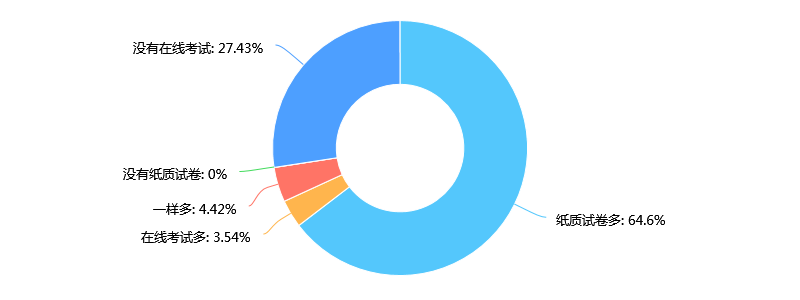 没有在线考试: 27.43%
没有纸质试卷: 0%
一样多: 4.42%
在线考试多: 3.54%
纸质试卷多: 64.6%